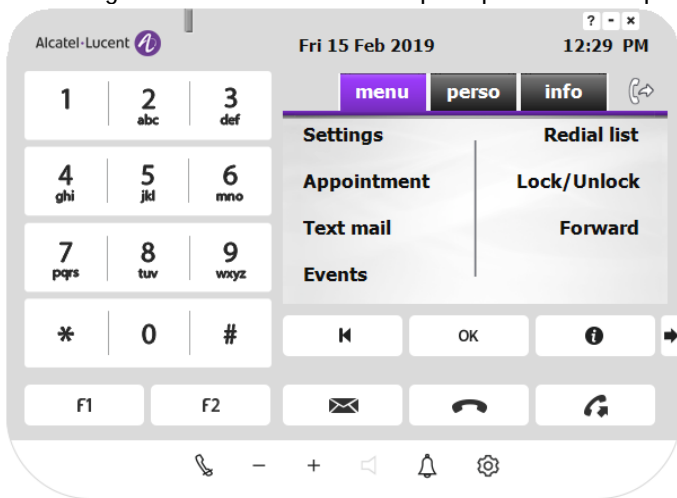 ? - ×
Alcatel·Lucent
Fri 15 Feb 2019 12:29 PM
menu perso info
1 2 abc 3 def
4 ghi 5 jkl 6 mno
7 pqrs 8 tuv 9 wxyz
* 0 #
Settings Redial list
Appointment Lock/Unlock
Text mail Forward
Events
OK
F1 F2
- +